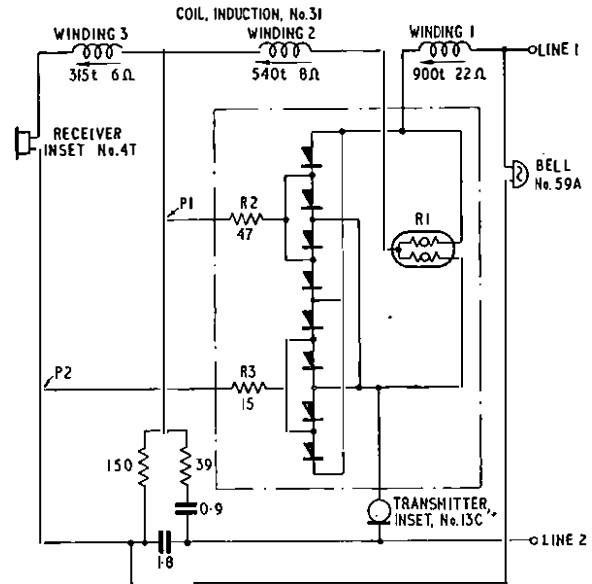 COIL, INDUCTION, No.31
WINDING 3
WINDING 2
WINDING 1
315t 6Ω
540t 8Ω
900t 22Ω
LINE 1
RECEIVER
INSET No.4T
BELL
No. 59A
P1
R2
47
R1
P2
R3
15
150
39
0·9
1·8
TRANSMITTER,
INSET, No.13C
LINE 2